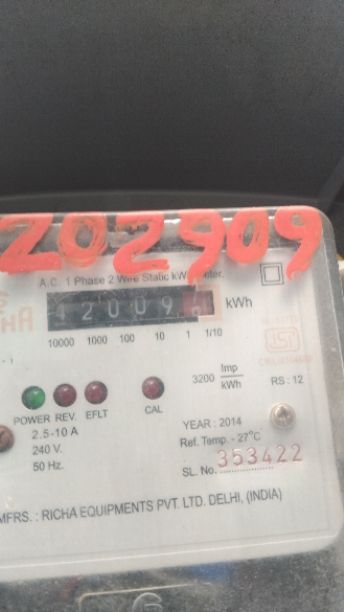 202909
A.C. 1 Phase 2 Wire Static kWh Meter.
42009
kWh
10000 1000 100 10 1 1/10
3200 Imp/kWh
RS : 12
POWER REV. EFLT CAL
2.5-10 A
240 V.
50 Hz.
YEAR : 2014
Ref. Temp. - 27°C
SL. No. 353422
MFRS. : RICHA EQUIPMENTS PVT. LTD. DELHI, (INDIA)